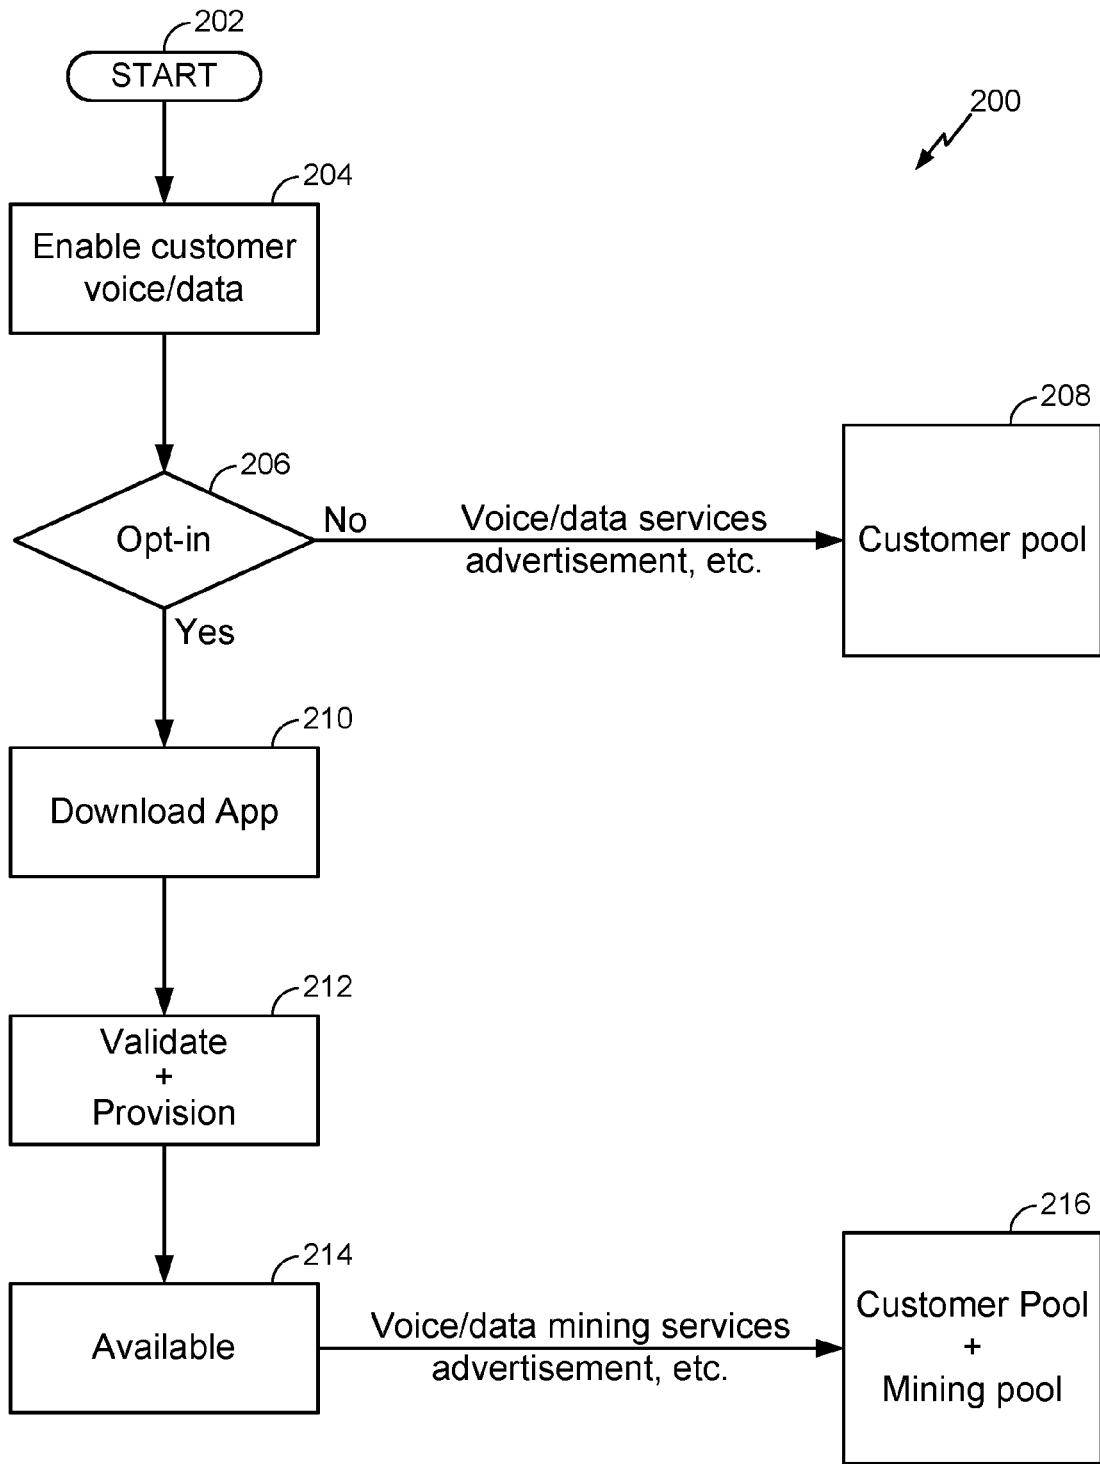 202
START
200
204
Enable customer
voice/data
208
206
Opt-in
No
Voice/data services
advertisement, etc.
Customer pool
Yes
210
Download App
212
Validate
+
Provision
216
214
Available
Voice/data mining services
advertisement, etc.
Customer Pool
+
Mining pool